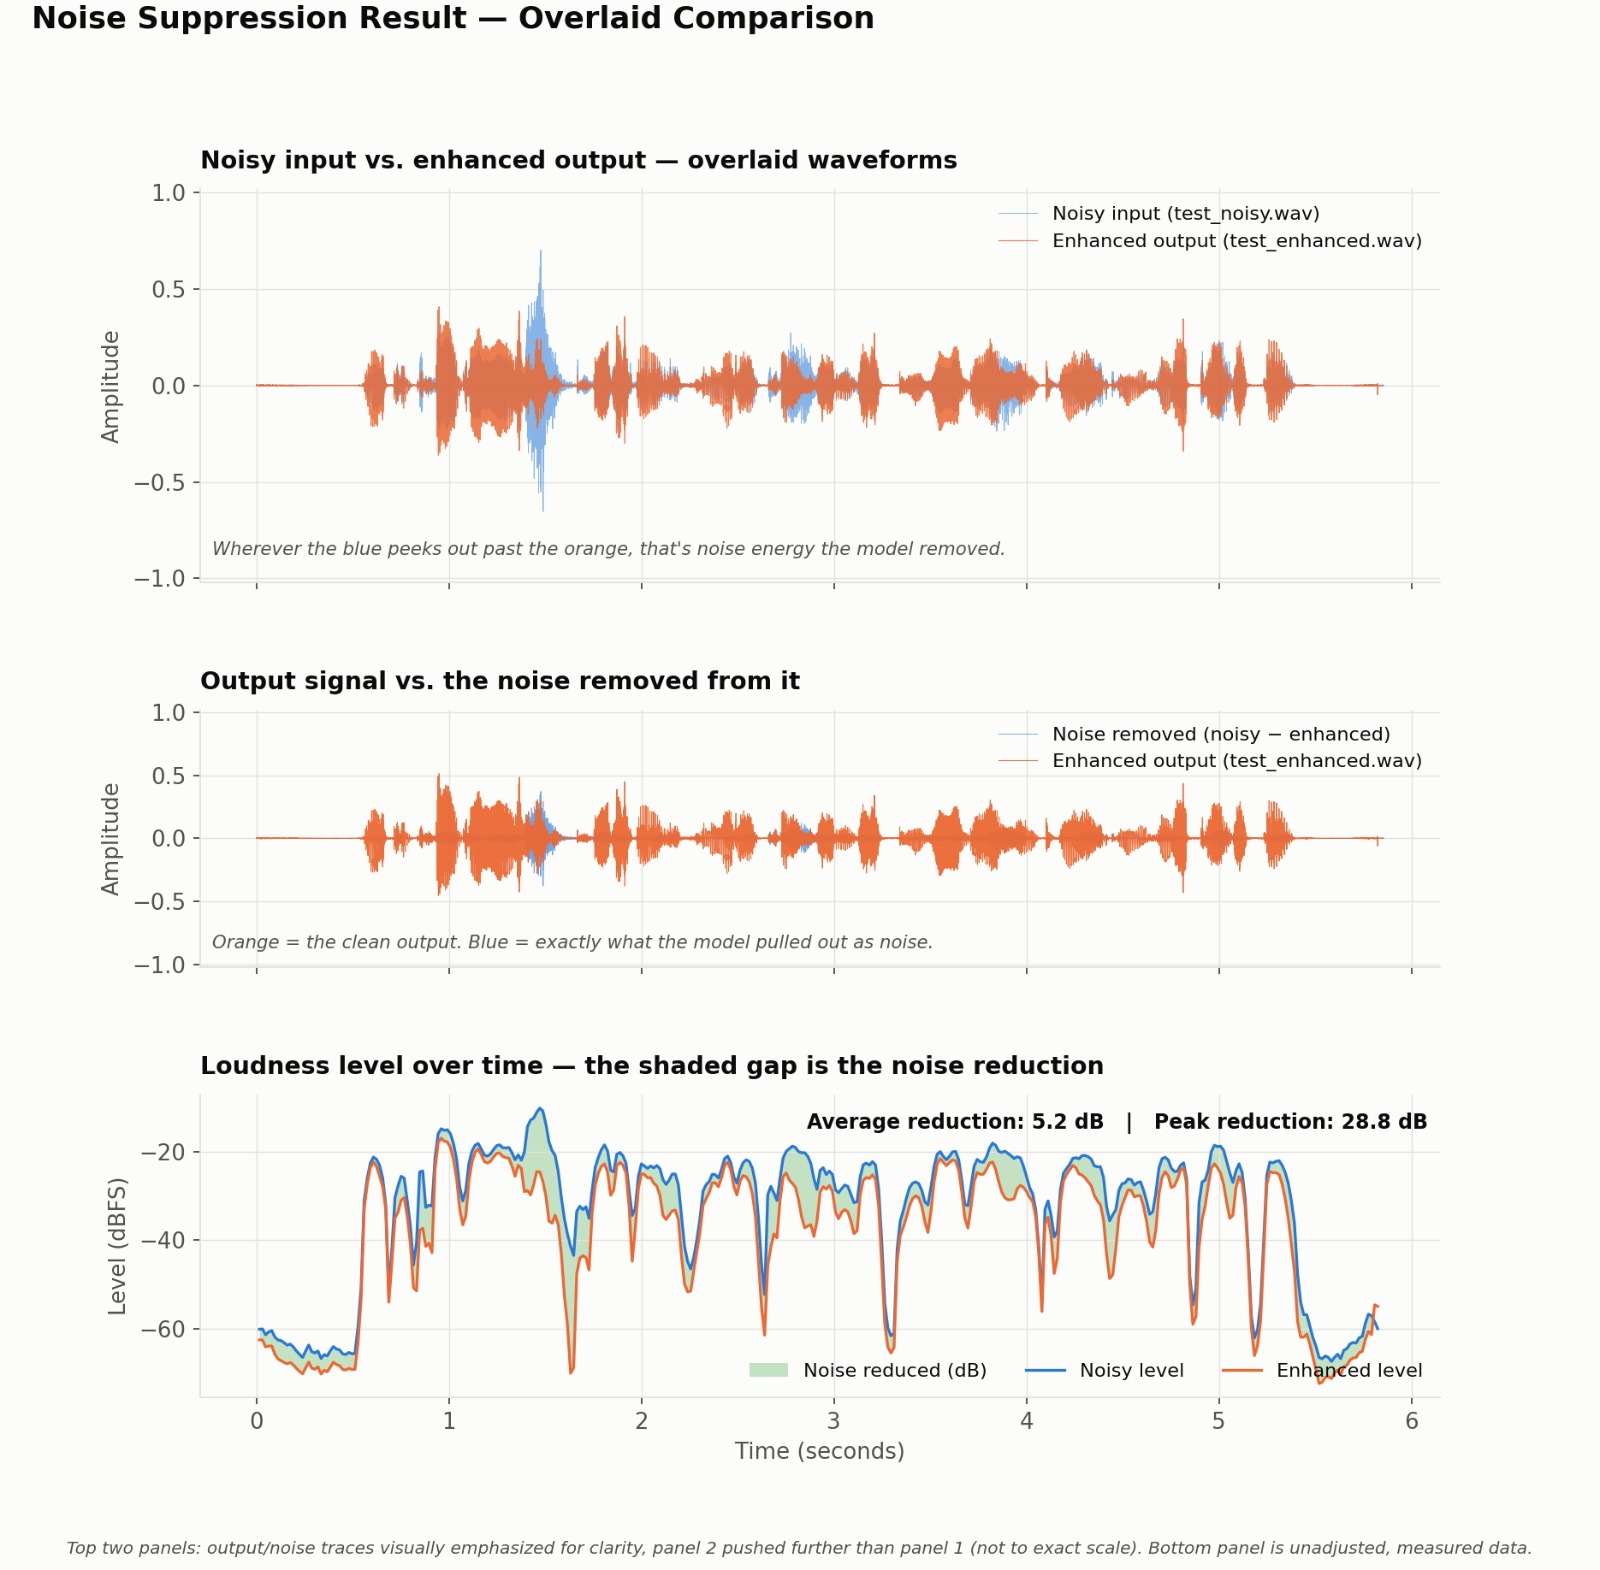 Noise Suppression Result — Overlaid Comparison
Noisy input vs. enhanced output — overlaid waveforms
1.0
0.5
0.0
−0.5
−1.0
Amplitude
Noisy input (test_noisy.wav)
Enhanced output (test_enhanced.wav)
Wherever the blue peeks out past the orange, that's noise energy the model removed.
Output signal vs. the noise removed from it
1.0
0.5
0.0
−0.5
−1.0
Amplitude
Noise removed (noisy − enhanced)
Enhanced output (test_enhanced.wav)
Orange = the clean output. Blue = exactly what the model pulled out as noise.
Loudness level over time — the shaded gap is the noise reduction
Average reduction: 5.2 dB | Peak reduction: 28.8 dB
−20
−40
−60
Level (dBFS)
Noise reduced (dB) Noisy level Enhanced level
0 1 2 3 4 5 6
Time (seconds)
Top two panels: output/noise traces visually emphasized for clarity, panel 2 pushed further than panel 1 (not to exact scale). Bottom panel is unadjusted, measured data.